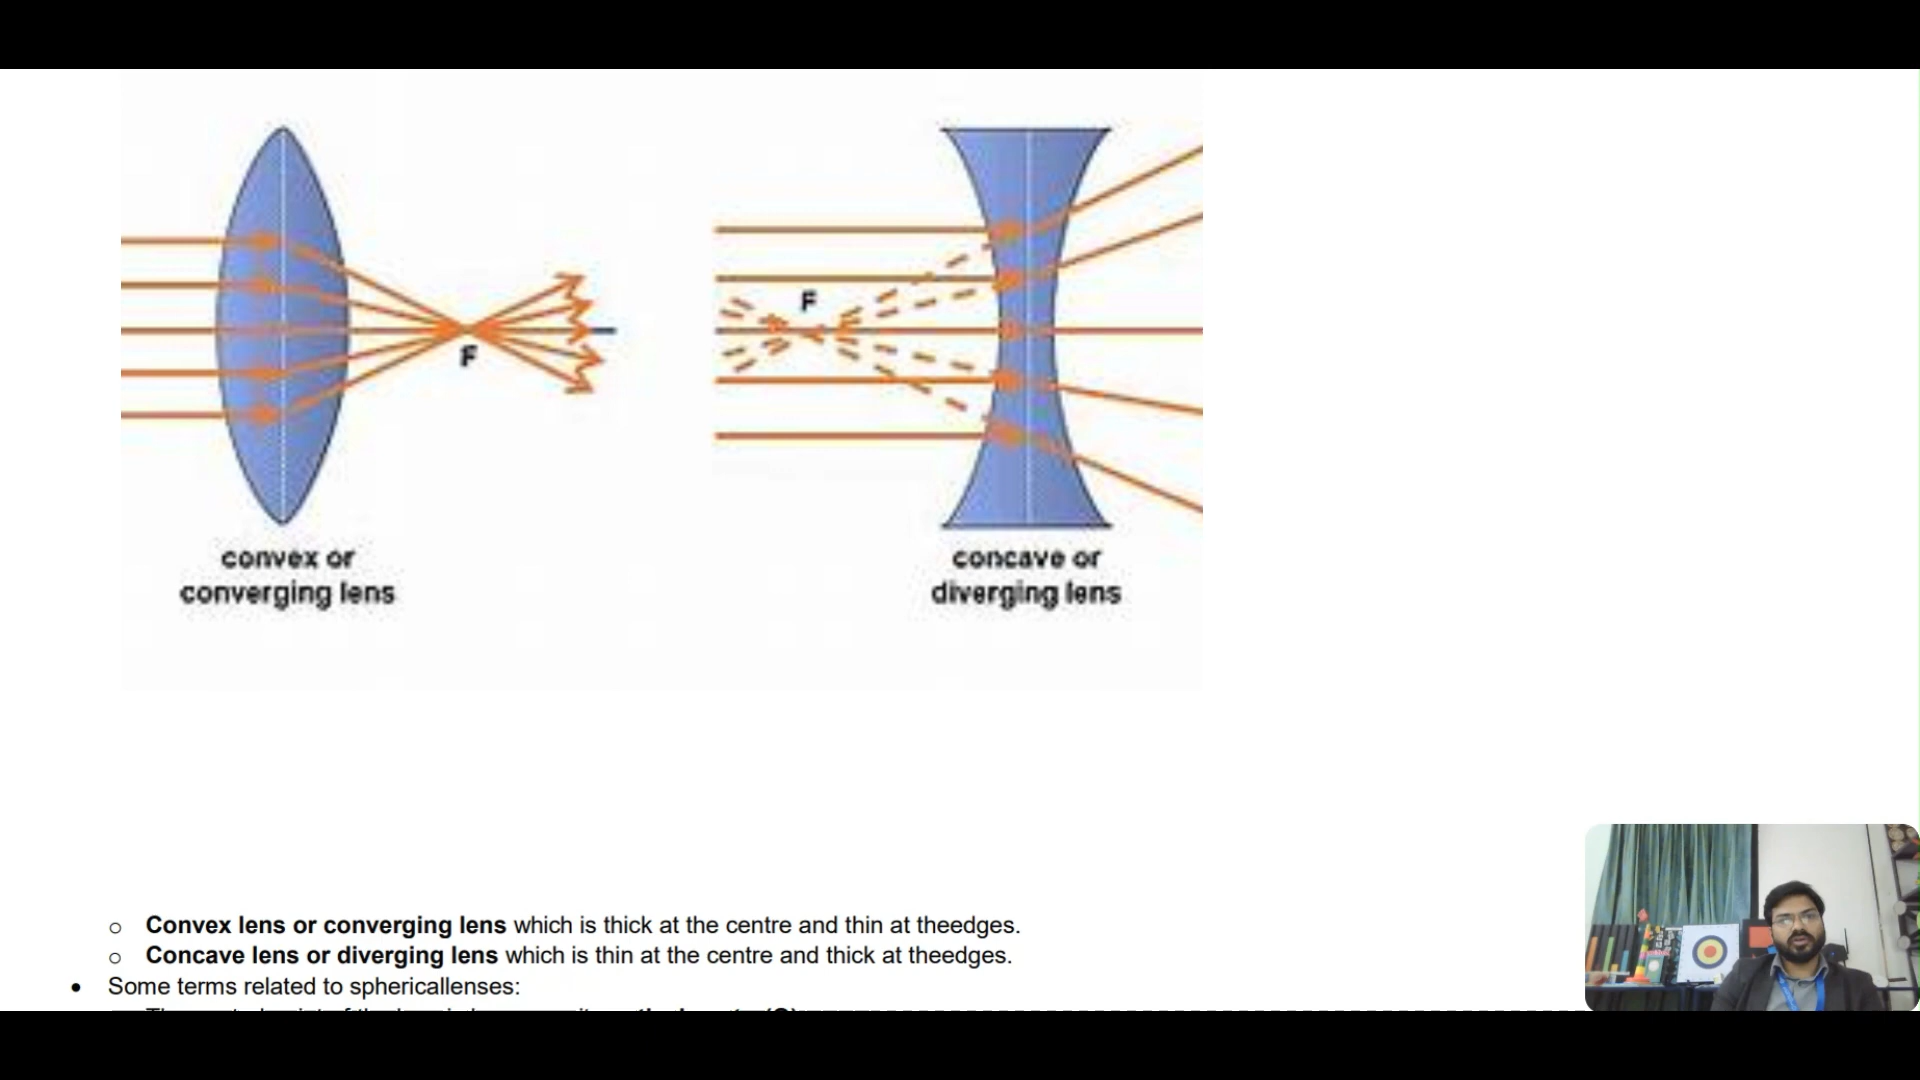 F
F
convex or
converging lens
concave or
diverging lens
Convex lens or converging lens which is thick at the centre and thin at theedges.
Concave lens or diverging lens which is thin at the centre and thick at theedges.
Some terms related to sphericallenses: